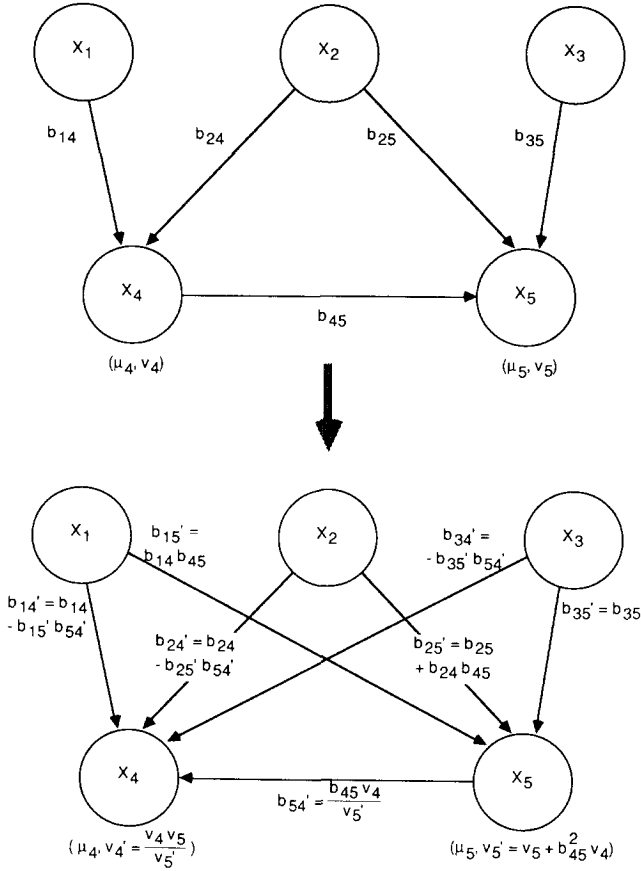 X₁
X₂
X₃
b₁₄
b₂₄
b₂₅
b₃₅
X₄
X₅
b₄₅
(μ₄, v₄)
(μ₅, v₅)
X₁
X₂
X₃
b₁₅' =
b₁₄ b₄₅
b₃₄' =
- b₃₅' b₅₄'
b₁₄' = b₁₄
- b₁₅' b₅₄'
b₃₅' = b₃₅
b₂₄' = b₂₄
- b₂₅' b₅₄'
b₂₅' = b₂₅
+ b₂₄ b₄₅
X₄
X₅
b₅₄' = b₄₅ v₄ / v₅'
(μ₄, v₄' = v₄ v₅ / v₅')
(μ₅, v₅' = v₅ + b₄₅² v₄)